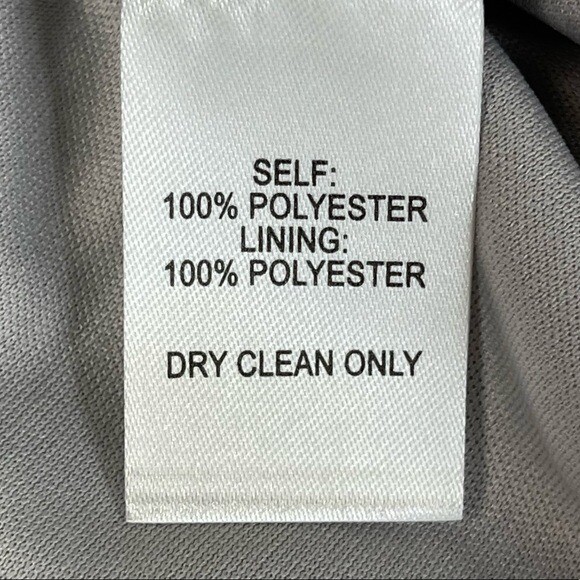 SELF:
100% POLYESTER
LINING:
100% POLYESTER
DRY CLEAN ONLY